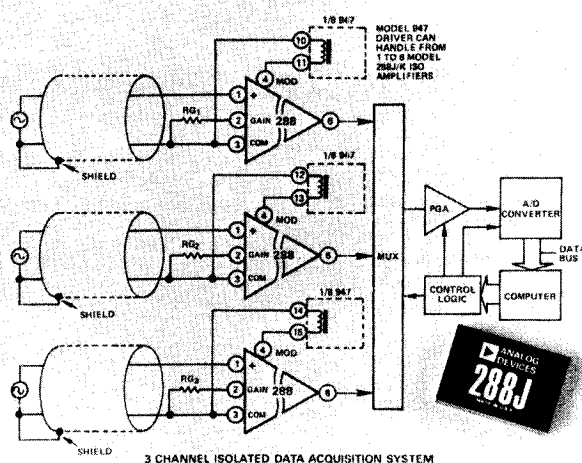 1/8 947
10
11
MODEL 947
DRIVER CAN
HANDLE FROM
1 TO 8 MODEL
288J/K ISO
AMPLIFIERS
4 MOD
1 +
RG1
2 GAIN 288
6
3 COM
SHIELD
1/8 947
12
13
4 MOD
1 +
RG2
2 GAIN 288
6
3 COM
SHIELD
1/8 947
14
15
4 MOD
1 +
RG3
2 GAIN 288
6
3 COM
SHIELD
MUX
PGA
A/D
CONVERTER
DATA
BUS
CONTROL
LOGIC
COMPUTER
ANALOG
DEVICES
288J
3 CHANNEL ISOLATED DATA ACQUISITION SYSTEM